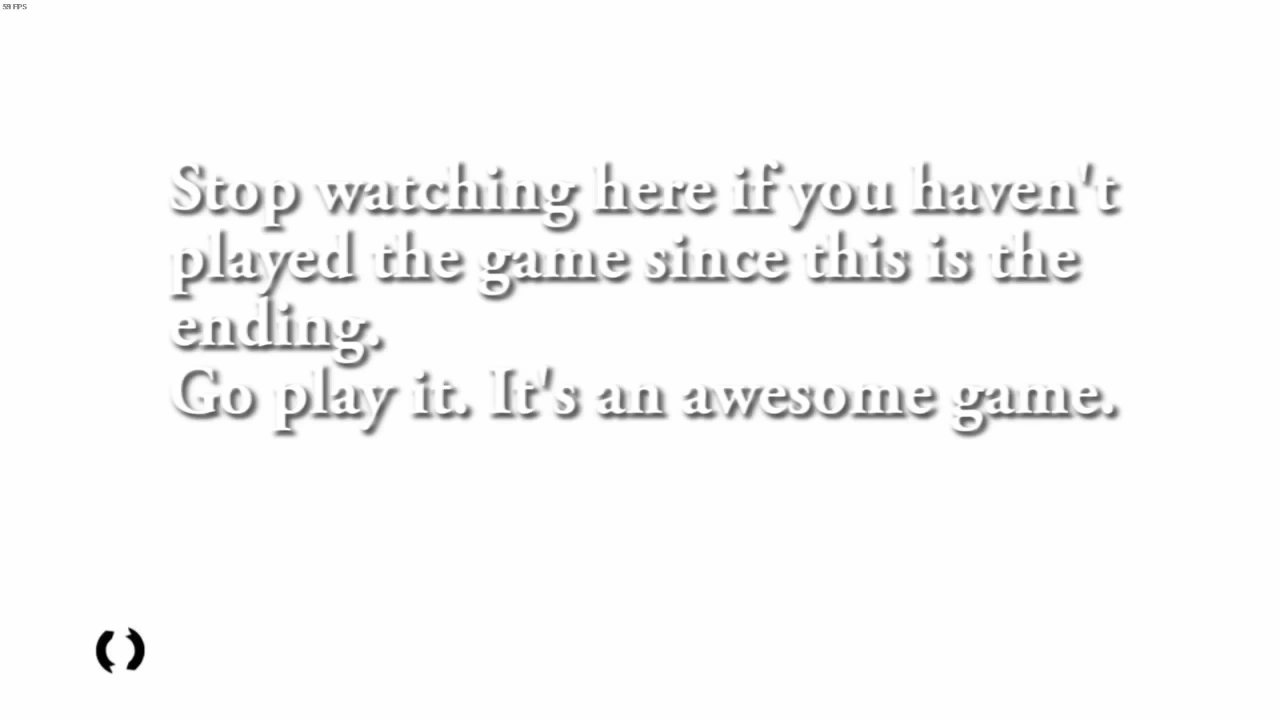 59 FPS
Stop watching here if you haven't
played the game since this is the
ending.
Go play it. It's an awesome game.